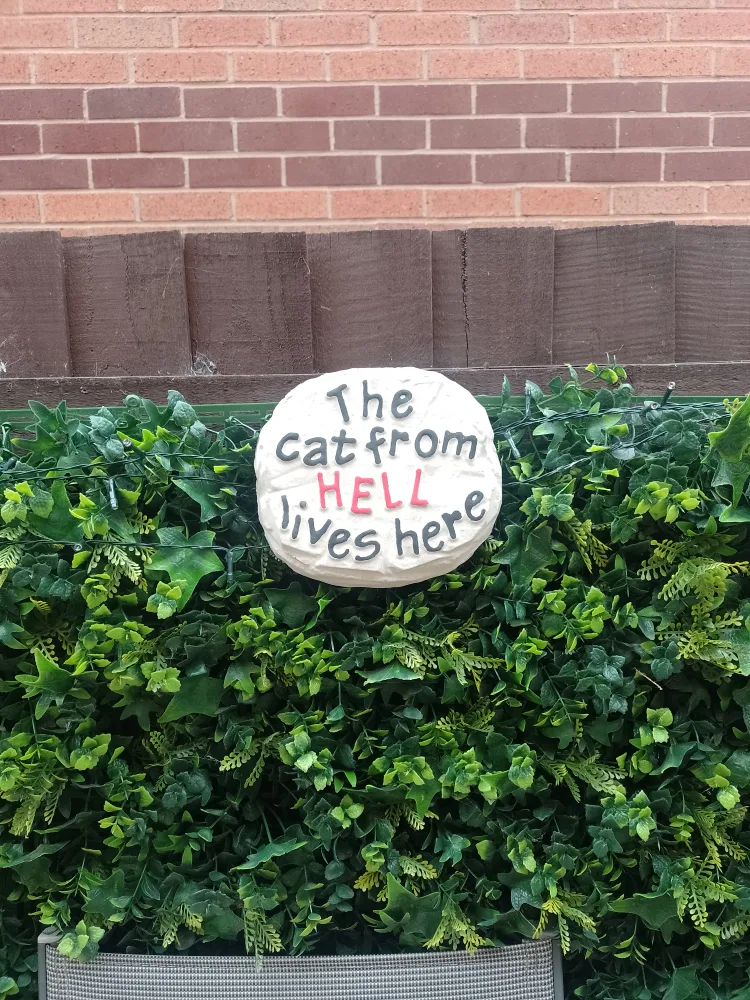 The
cat from
HELL
lives here